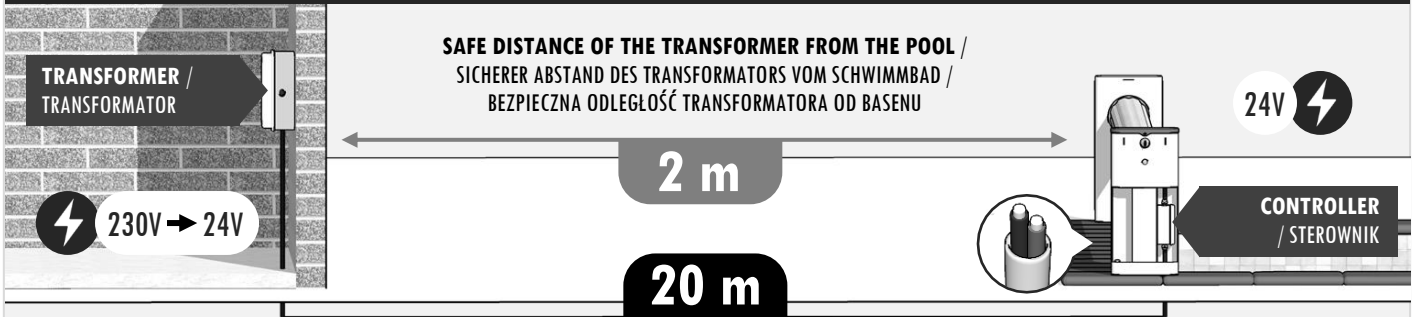 SAFE DISTANCE OF THE TRANSFORMER FROM THE POOL /
SICHERER ABSTAND DES TRANSFORMATORS VOM SCHWIMMBAD /
BEZPIECZNA ODLEGŁOŚĆ TRANSFORMATORA OD BASENU
TRANSFORMER /
TRANSFORMATOR
24V
2 m
230V → 24V
CONTROLLER
/ STEROWNIK
20 m